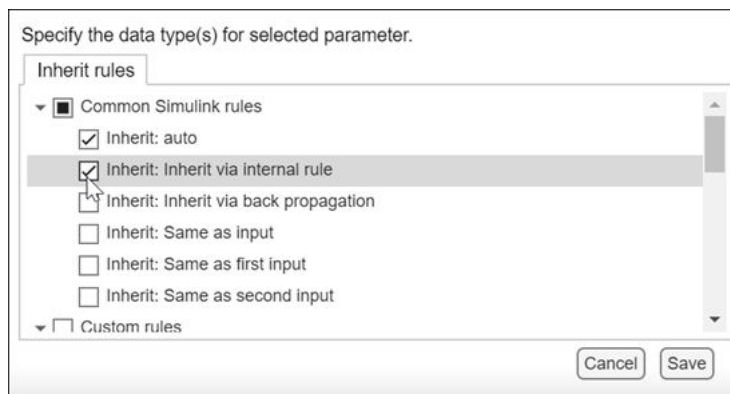 Specify the data type(s) for selected parameter.
Inherit rules
Common Simulink rules
Inherit: auto
Inherit: Inherit via internal rule
Inherit: Inherit via back propagation
Inherit: Same as input
Inherit: Same as first input
Inherit: Same as second input
Custom rules
Cancel Save